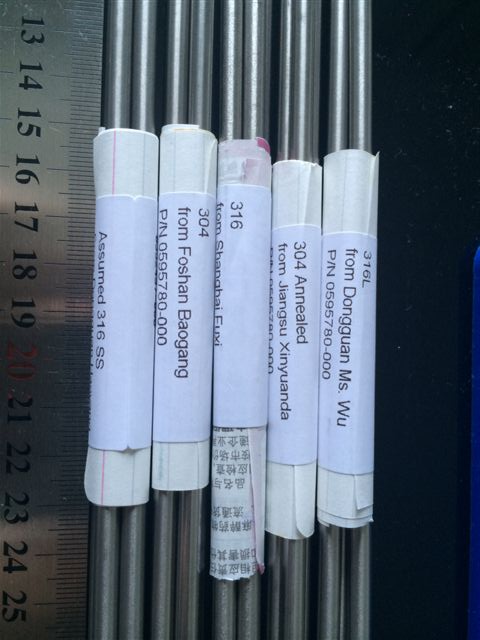 13
14
15
16
17
18
19
20
21
22
23
24
25
Assumed 316 SS
304
from Foshan Baogang
P/N 0595780-000
316
from Shanghai Fuxi
304 Annealed
from Jiangsu Xinyuanda
P/N 0595780-000
316L
from Dongguan Ms. Wu
P/N 0595780-000